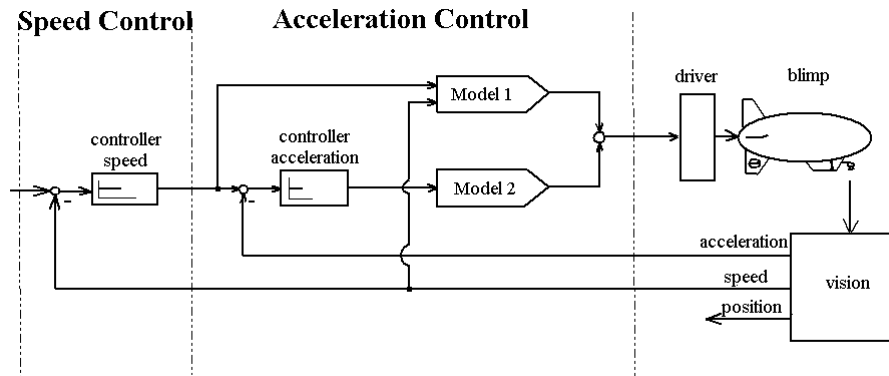 Speed Control
Acceleration Control
driver
blimp
Model 1
controller
speed
controller
acceleration
Model 2
acceleration
speed
position
vision